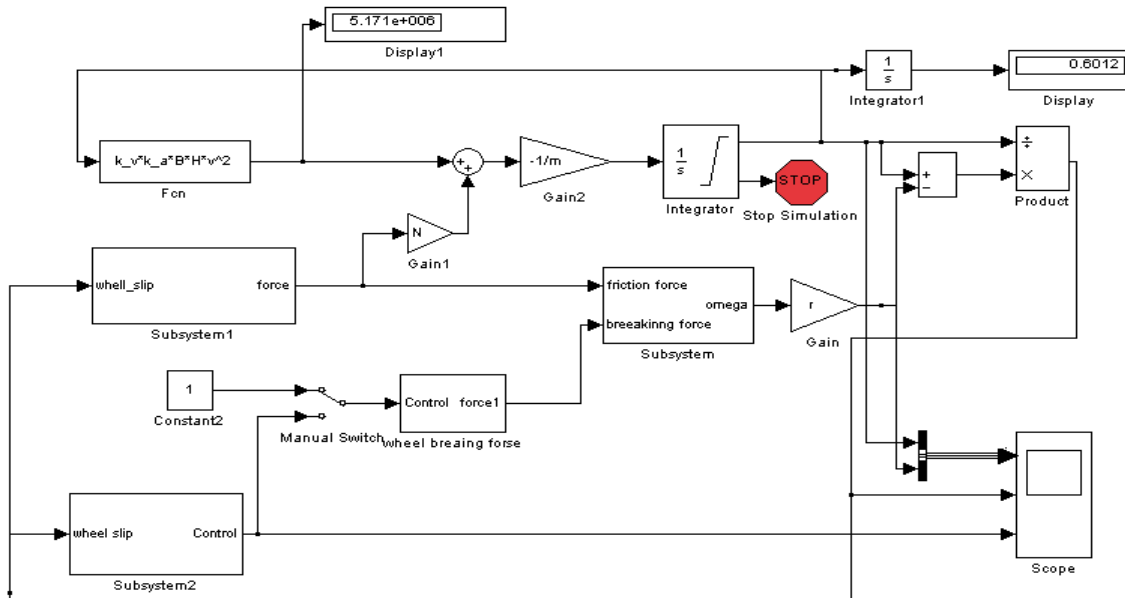 5.171e+006
Display1
1
s
Integrator1
0.6012
Display
k_v*k_a*B*H*v^2
Fcn
+
+
-1/m
Gain2
1
s
Integrator
STOP
Stop Simulation
+
−
÷
×
Product
N
Gain1
whell_slip
force
Subsystem1
friction force
omega
breeakinng force
Subsystem
r
Gain
1
Constant2
Manual Switch
Control
force1
wheel breaing forse
wheel slip
Control
Subsystem2
Scope